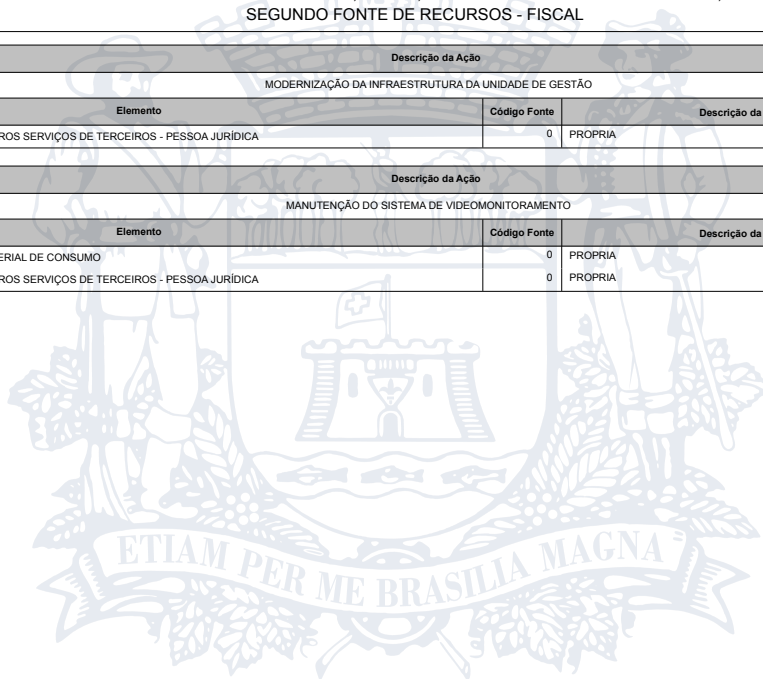 SEGUNDO FONTE DE RECURSOS - FISCAL
Descrição da Ação
MODERNIZAÇÃO DA INFRAESTRUTURA DA UNIDADE DE GESTÃO
Elemento Código Fonte Descrição da
ROS SERVIÇOS DE TERCEIROS - PESSOA JURÍDICA 0 PROPRIA
Descrição da Ação
MANUTENÇÃO DO SISTEMA DE VIDEOMONITORAMENTO
Elemento Código Fonte Descrição da
ERIAL DE CONSUMO 0 PROPRIA
ROS SERVIÇOS DE TERCEIROS - PESSOA JURÍDICA 0 PROPRIA
ETIAM PER ME BRASILIA MAGNA